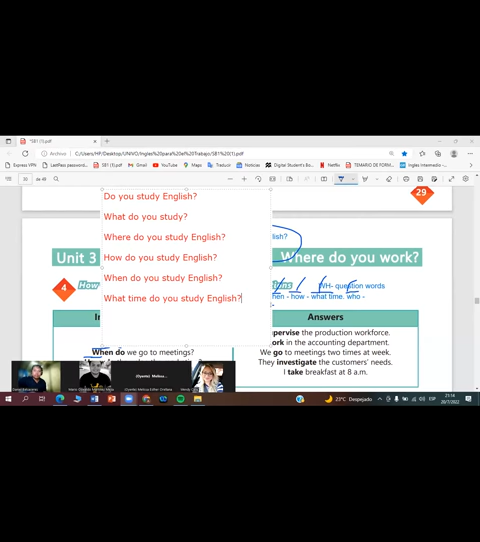 *SB1 (1).pdf
Archivo
C:/Users/HP/Desktop/UNIVO/Ingles%20para%20el%20Trabajo/SB1%20(1).pdf
Express VPN
LastPass password...
SB1 (1).pdf
Gmail
YouTube
Maps
Traducir
Noticias
Digital Student's Bo...
Netflix
TEMARIO DE FORM...
Inglés Intermedio
30
de 48
29
Do you study English?
What do you study?
Where do you study English?
How do you study English?
When do you study English?
What time do you study English?
lish?
Unit 3
Where do you work?
4
How
WH- question words
hen - how - what time. who -
Answers
pervise the production workforce.
ork in the accounting department.
When do we go to meetings?
We go to meetings two times at week.
They investigate the customers' needs.
I take breakfast at 8 a.m.
23°C Despejado
ESP
21:14
20/7/2022